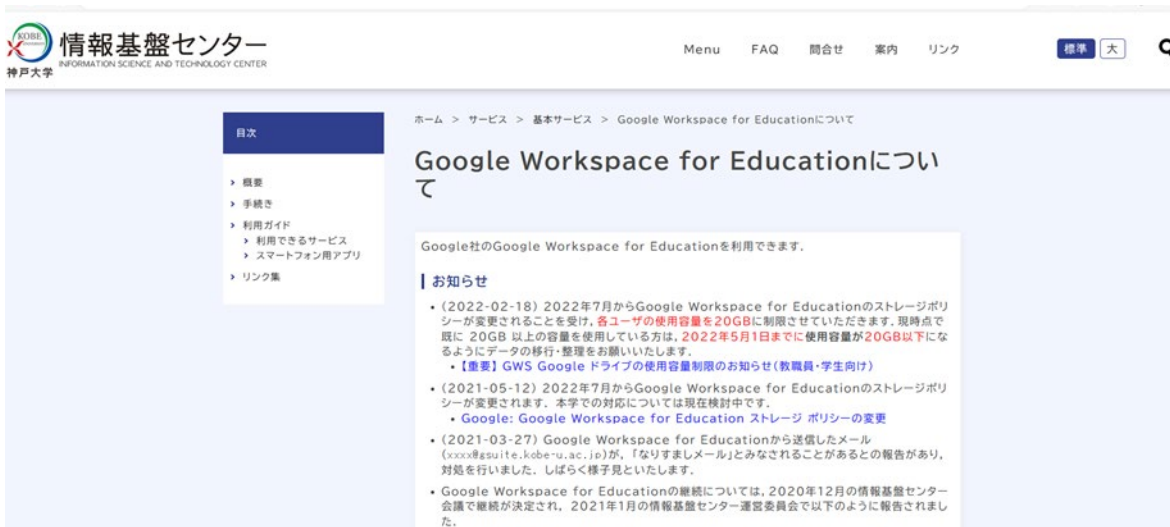 KOBE
神戸大学
情報基盤センター
INFORMATION SCIENCE AND TECHNOLOGY CENTER
Menu FAQ 問合せ 案内 リンク
標準 大
目次
概要
手続き
利用ガイド
利用できるサービス
スマートフォン用アプリ
リンク集
ホーム > サービス > 基本サービス > Google Workspace for Educationについて
Google Workspace for Educationについ
て
Google社のGoogle Workspace for Educationを利用できます.
お知らせ
• (2022-02-18) 2022年7月からGoogle Workspace for Educationのストレージポリ
シーが変更されることを受け, 各ユーザの使用容量を20GBに制限させていただきます. 現時点で
既に 20GB 以上の容量を使用している方は, 2022年5月1日までに使用容量が20GB以下にな
るようにデータの移行・整理をお願いいたします.
• 【重要】 GWS Google ドライブの使用容量制限のお知らせ(教職員・学生向け)
• (2021-05-12) 2022年7月からGoogle Workspace for Educationのストレージポリ
シーが変更されます. 本学での対応については現在検討中です.
• Google: Google Workspace for Education ストレージ ポリシーの変更
• (2021-03-27) Google Workspace for Educationから送信したメール
(xxxx@gsuite.kobe-u.ac.jp)が, 「なりすましメール」とみなされることがあるとの報告があり,
対処を行いました. しばらく様子見といたします.
• Google Workspace for Educationの継続については, 2020年12月の情報基盤センター
会議で継続が決定され, 2021年1月の情報基盤センター運営委員会で以下のように報告されまし
た.